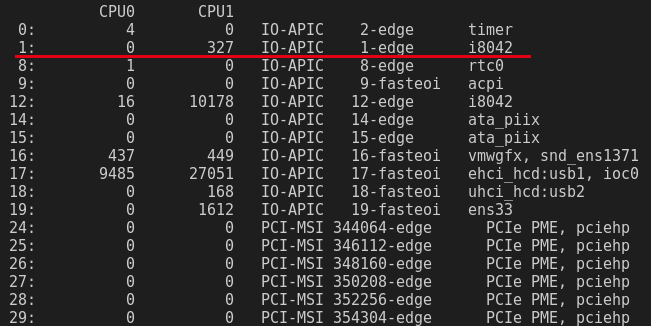 CPU0 CPU1
0: 4 0 IO-APIC 2-edge timer
1: 0 327 IO-APIC 1-edge i8042
8: 1 0 IO-APIC 8-edge rtc0
9: 0 0 IO-APIC 9-fasteoi acpi
12: 16 10178 IO-APIC 12-edge i8042
14: 0 0 IO-APIC 14-edge ata_piix
15: 0 0 IO-APIC 15-edge ata_piix
16: 437 449 IO-APIC 16-fasteoi vmwgfx, snd_ens1371
17: 9485 27051 IO-APIC 17-fasteoi ehci_hcd:usb1, ioc0
18: 0 168 IO-APIC 18-fasteoi uhci_hcd:usb2
19: 0 1612 IO-APIC 19-fasteoi ens33
24: 0 0 PCI-MSI 344064-edge PCIe PME, pciehp
25: 0 0 PCI-MSI 346112-edge PCIe PME, pciehp
26: 0 0 PCI-MSI 348160-edge PCIe PME, pciehp
27: 0 0 PCI-MSI 350208-edge PCIe PME, pciehp
28: 0 0 PCI-MSI 352256-edge PCIe PME, pciehp
29: 0 0 PCI-MSI 354304-edge PCIe PME, pciehp